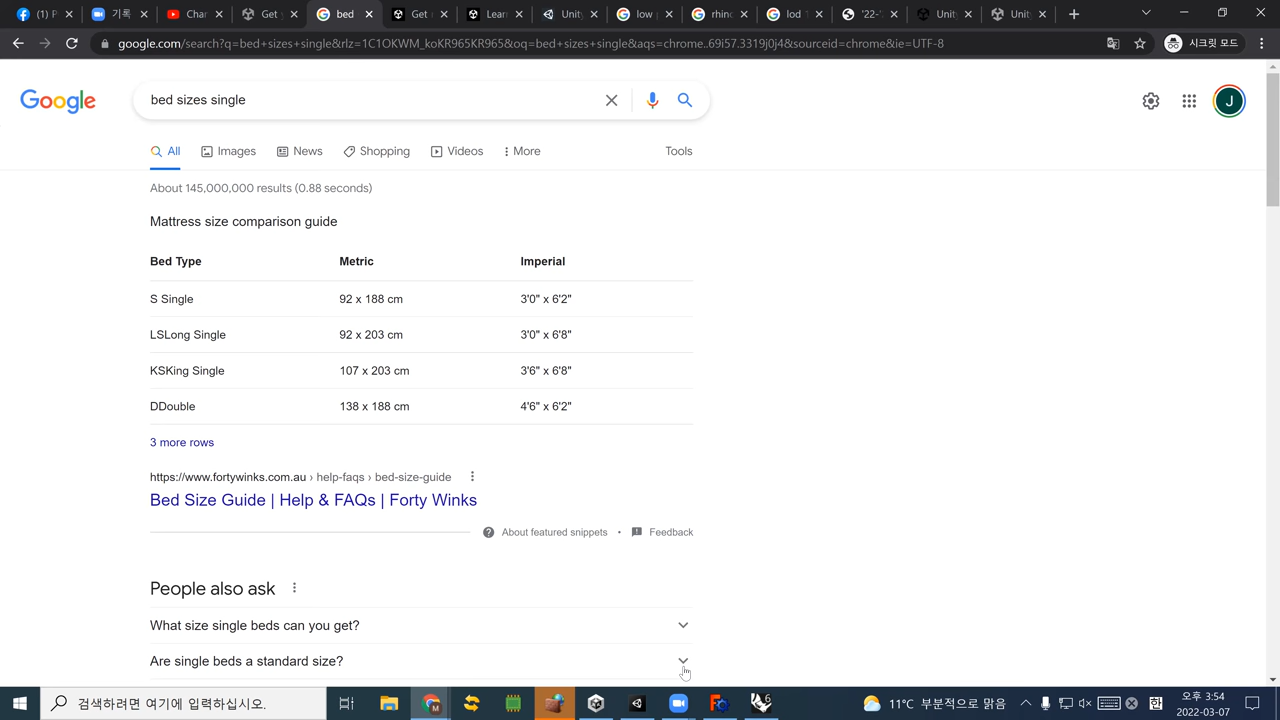 (1) P
기록
Chan
Get s
bed
Get r
Learn
Unity
low p
rhino
lod
'22-
Unity
Unity
google.com/search?q=bed+sizes+single&rlz=1C1OKWM_koKR965KR965&oq=bed+sizes+single&aqs=chrome..69i57.3319j0j4&sourceid=chrome&ie=UTF-8
시크릿 모드
Google
bed sizes single
J
All
Images
News
Shopping
Videos
More
Tools
About 145,000,000 results (0.88 seconds)
Mattress size comparison guide
Bed Type Metric Imperial
S Single 92 x 188 cm 3'0" x 6'2"
LSLong Single 92 x 203 cm 3'0" x 6'8"
KSKing Single 107 x 203 cm 3'6" x 6'8"
DDouble 138 x 188 cm 4'6" x 6'2"
3 more rows
https://www.fortywinks.com.au › help-faqs › bed-size-guide
Bed Size Guide | Help & FAQs | Forty Winks
About featured snippets • Feedback
People also ask
What size single beds can you get?
Are single beds a standard size?
검색하려면 여기에 입력하십시오.
11°C 부분적으로 맑음
한
오후 3:54
2022-03-07